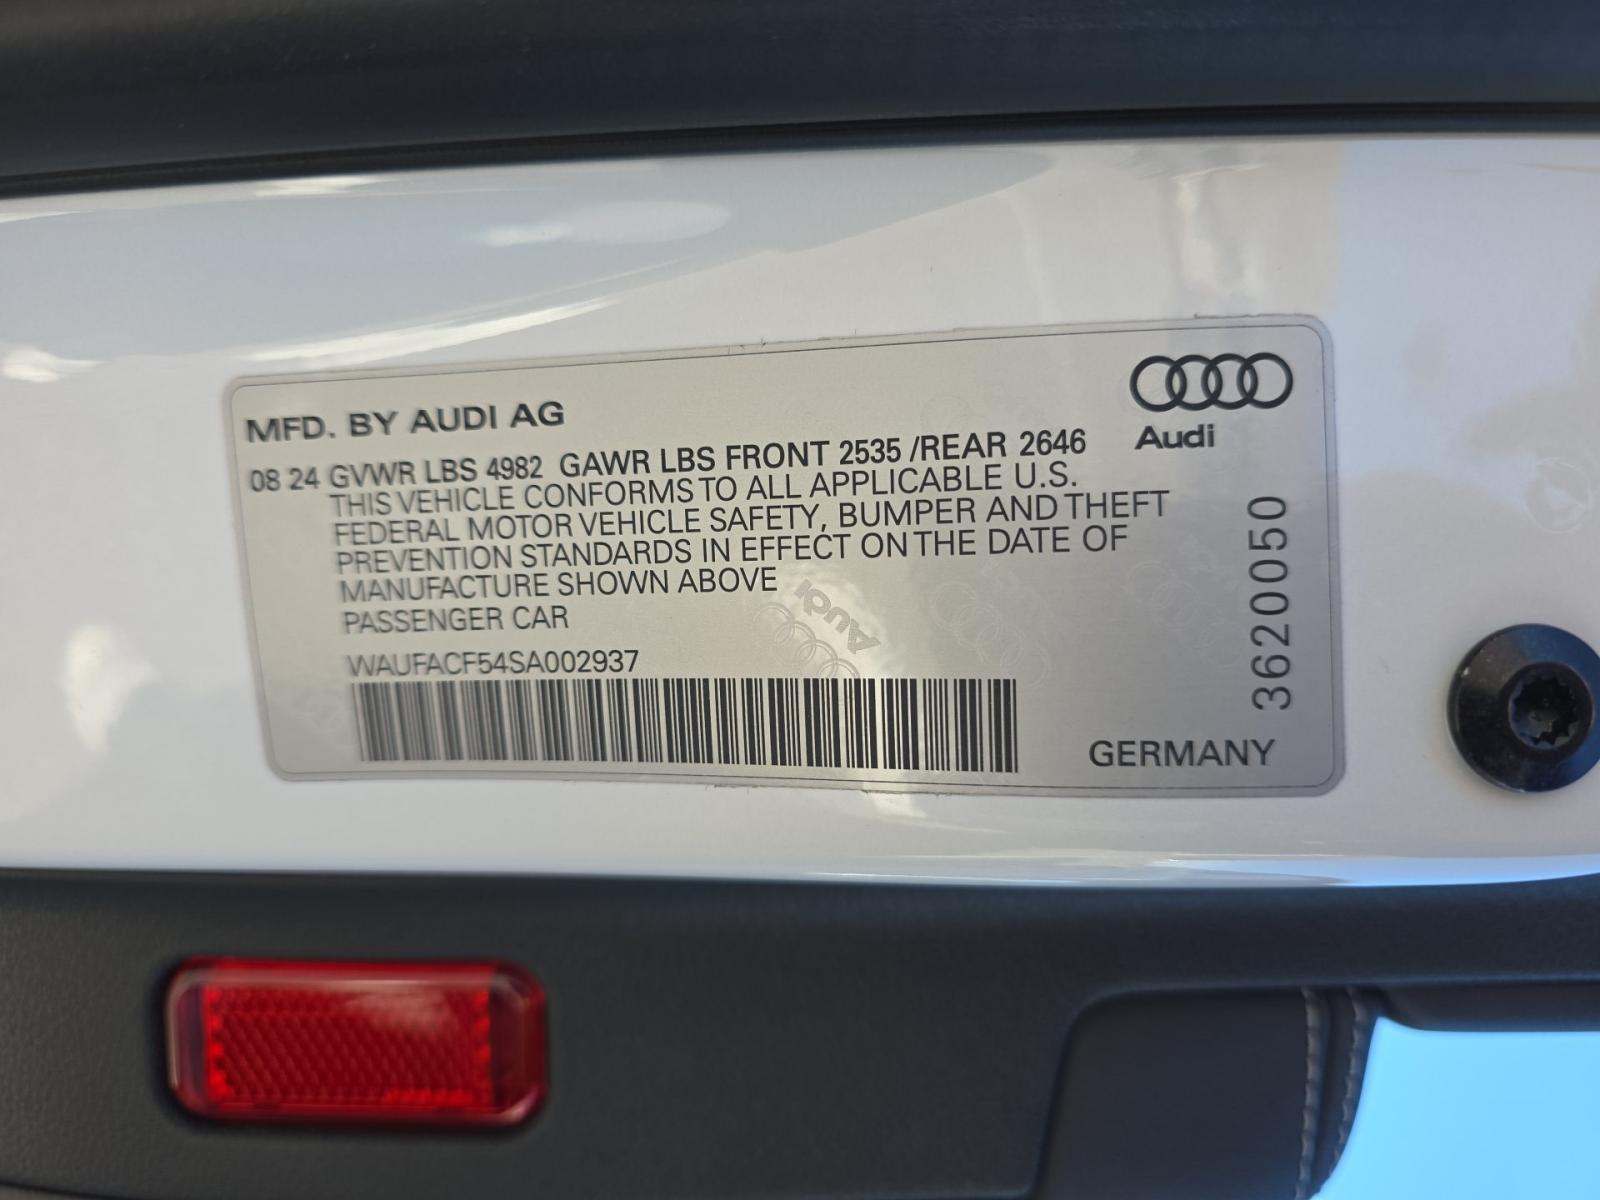 MFD. BY AUDI AG
Audi
08 24 GVWR LBS 4982 GAWR LBS FRONT 2535 /REAR 2646
THIS VEHICLE CONFORMS TO ALL APPLICABLE U.S.
FEDERAL MOTOR VEHICLE SAFETY, BUMPER AND THEFT
PREVENTION STANDARDS IN EFFECT ON THE DATE OF
MANUFACTURE SHOWN ABOVE
PASSENGER CAR
Audi
WAUFACF54SA002937
3620050
GERMANY